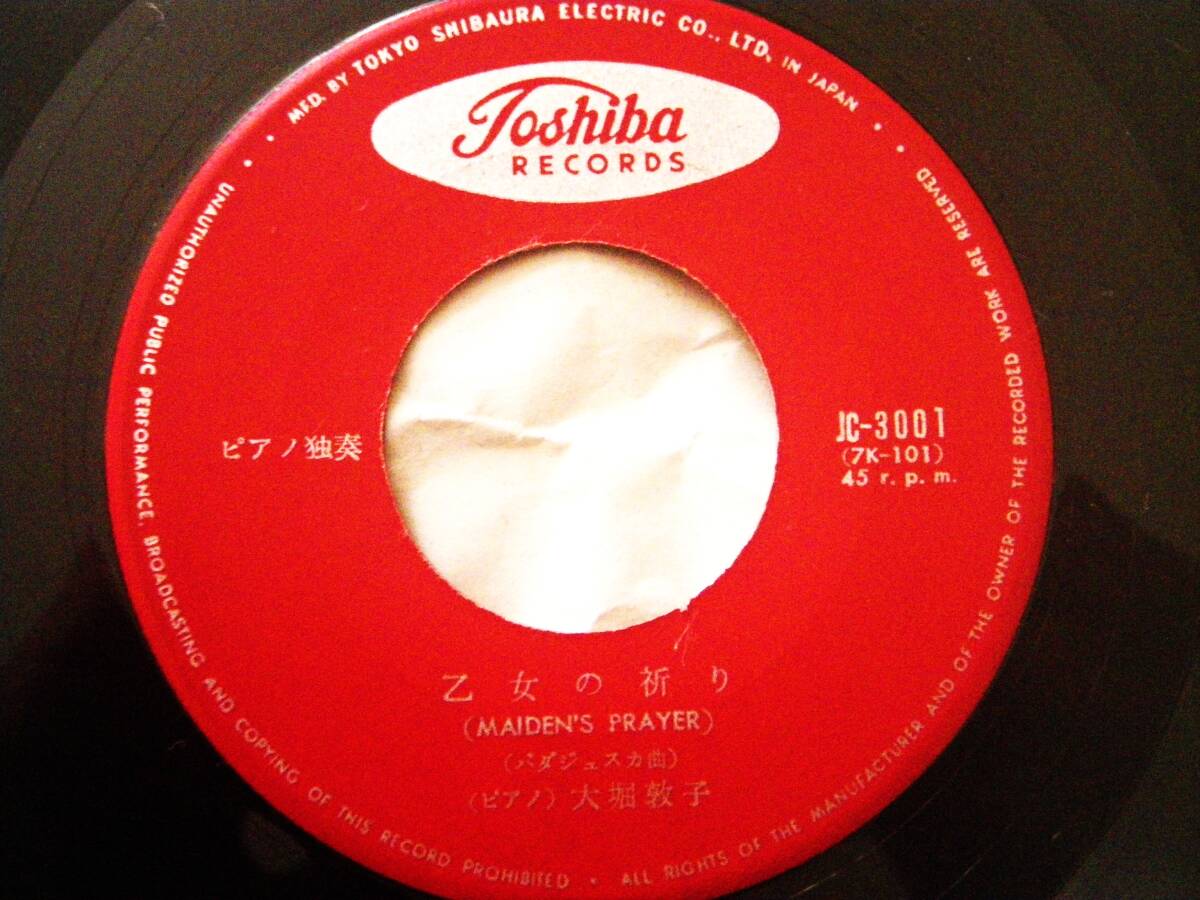 MFD. BY TOKYO SHIBAURA ELECTRIC CO., LTD. IN JAPAN
Toshiba
RECORDS
ピアノ独奏
JC-3001
(7K-101)
45 r. p. m.
乙女の祈り
(MAIDEN'S PRAYER)
(バダジェスカ曲)
(ピアノ) 大堀敦子
UNAUTHORIZED PUBLIC PERFORMANCE, BROADCASTING AND COPYING OF THIS RECORD PROHIBITED • ALL RIGHTS OF THE MANUFACTURER AND OF THE OWNER OF THE RECORDED WORK ARE RESERVED